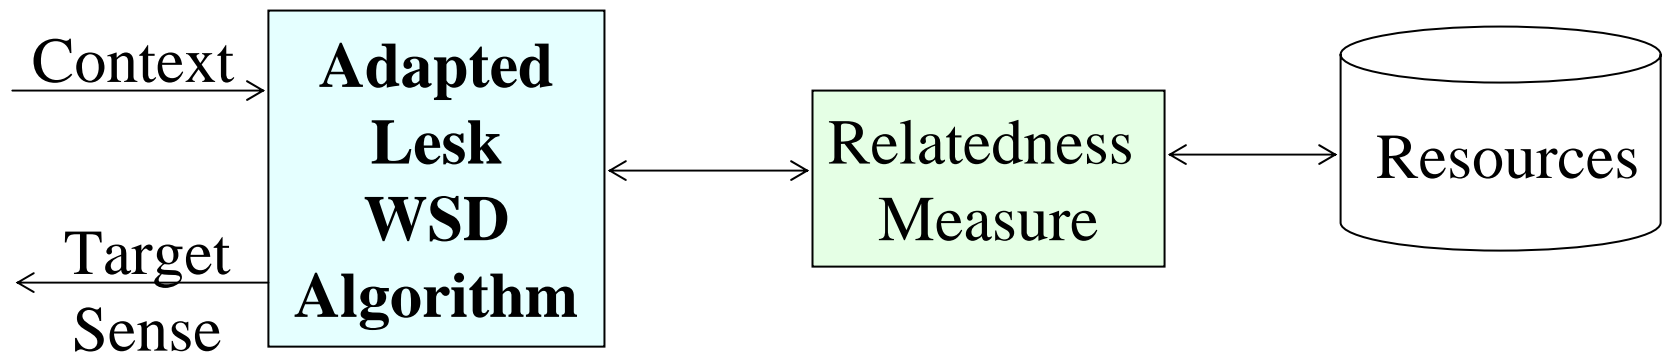 Context
Target
Sense
Adapted
Lesk
WSD
Algorithm
Relatedness
Measure
Resources